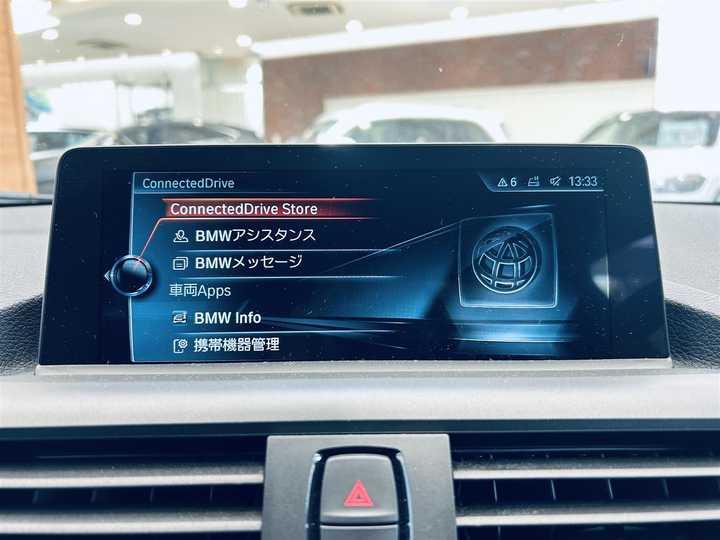 ConnectedDrive
6 13:33
ConnectedDrive Store
BMWアシスタンス
BMWメッセージ
車両Apps
BMW Info
携帯機器管理